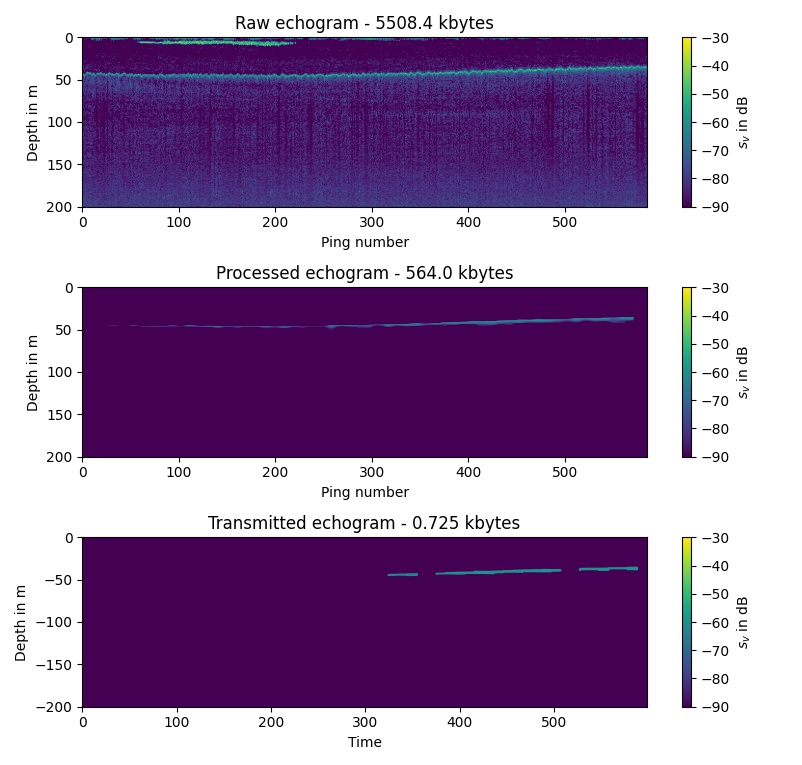 Raw echogram - 5508.4 kbytes
0
50
100
150
200
Depth in m
0 100 200 300 400 500
Ping number
−30
−40
−50
−60
−70
−80
−90
sv in dB
Processed echogram - 564.0 kbytes
0
50
100
150
200
Depth in m
0 100 200 300 400 500
Ping number
−30
−40
−50
−60
−70
−80
−90
sv in dB
Transmitted echogram - 0.725 kbytes
0
−50
−100
−150
−200
Depth in m
0 100 200 300 400 500
Time
−30
−40
−50
−60
−70
−80
−90
sv in dB